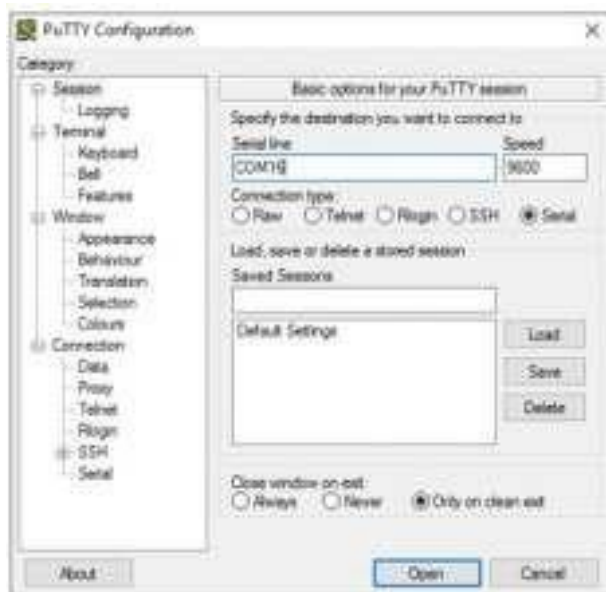 PuTTY Configuration
Category:
Session
Logging
Terminal
Keyboard
Bell
Features
Window
Appearance
Behaviour
Translation
Selection
Colours
Connection
Data
Proxy
Telnet
Rlogin
SSH
Serial
Basic options for your PuTTY session
Specify the destination you want to connect to
Serial line Speed
COM16 9600
Connection type:
Raw Telnet Rlogin SSH Serial
Load, save or delete a stored session
Saved Sessions
Default Settings
Load
Save
Delete
Close window on exit:
Always Never Only on clean exit
About Open Cancel